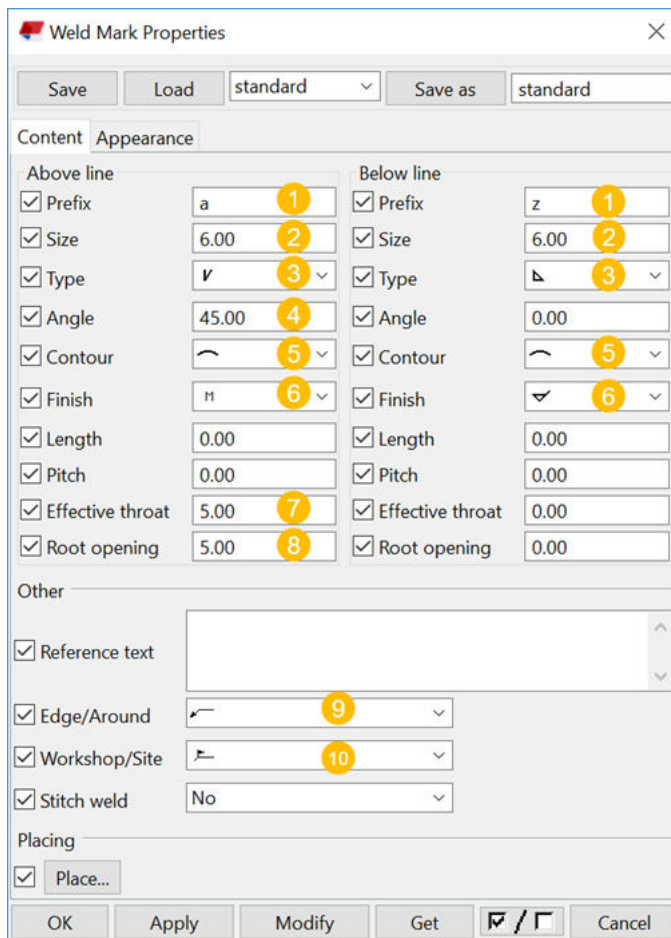 Weld Mark Properties
Save Load standard Save as standard
Content Appearance
Above line Below line
Prefix a 1 Prefix z 1
Size 6.00 2 Size 6.00 2
Type 3 Type 3
Angle 45.00 4 Angle 0.00
Contour 5 Contour 5
Finish M 6 Finish 6
Length 0.00 Length 0.00
Pitch 0.00 Pitch 0.00
Effective throat 5.00 7 Effective throat 0.00
Root opening 5.00 8 Root opening 0.00
Other
Reference text
Edge/Around 9
Workshop/Site 10
Stitch weld No
Placing
Place...
OK Apply Modify Get / Cancel